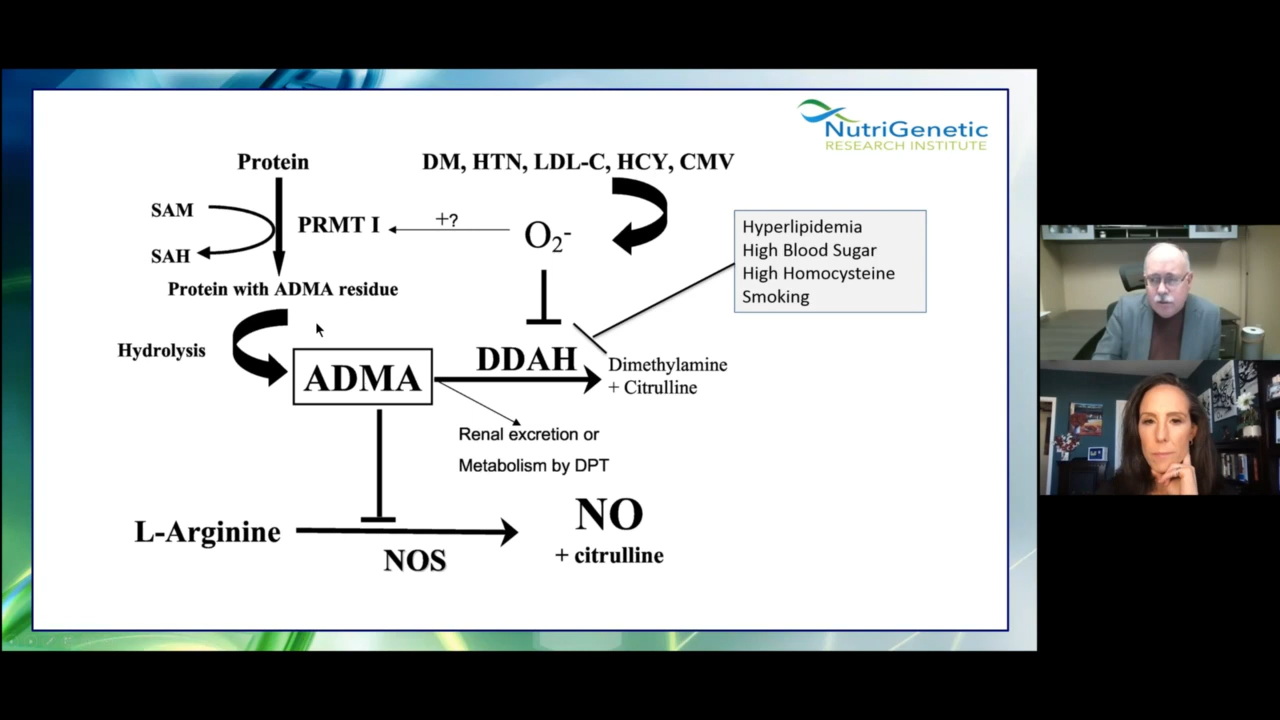 NutriGenetic
RESEARCH INSTITUTE
Protein
DM, HTN, LDL-C, HCY, CMV
SAM
PRMT I
+?
O₂⁻
SAH
Hyperlipidemia
High Blood Sugar
High Homocysteine
Smoking
Protein with ADMA residue
Hydrolysis
ADMA
DDAH
Dimethylamine
+ Citrulline
Renal excretion or
Metabolism by DPT
L-Arginine
NOS
NO
+ citrulline